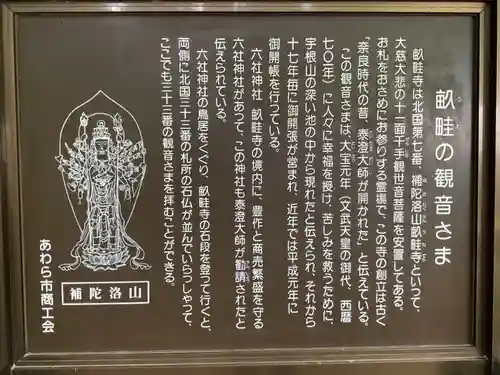 畝畦の観音さま
うねうね
畝畦寺は北国第七番　補陀洛山畝畦寺といって、
大慈大悲の十一面千手観世音菩薩を安置してある。
お札をおさめにお参りする霊場で、この寺の創立は古く
「奈良時代の昔、泰澄大師が開かれた」と伝えている。
この観音さまは、大宝元年（文武天皇の御代、西暦
七〇一年）に人々に幸福を授け、苦しみを救うために、
宇根山の深い池の中から現れたと伝えられ、それから
十七年毎に御開帳が営まれ、近年では平成元年に
御開帳を行っている。
六社神社　畝畦寺の境内に、豊作と商売繁盛を守る
六社神社があって、この神社も泰澄大師が勧請されたと
伝えられている。
六社神社の鳥居をくぐり、畝畦寺の石段を登って行くと、
両側に北国三十三番の札所の石仏が並んでいらっしゃって、
ここでも三十三番の観音さまを拝むことができる。
補陀洛山
あわら市商工会